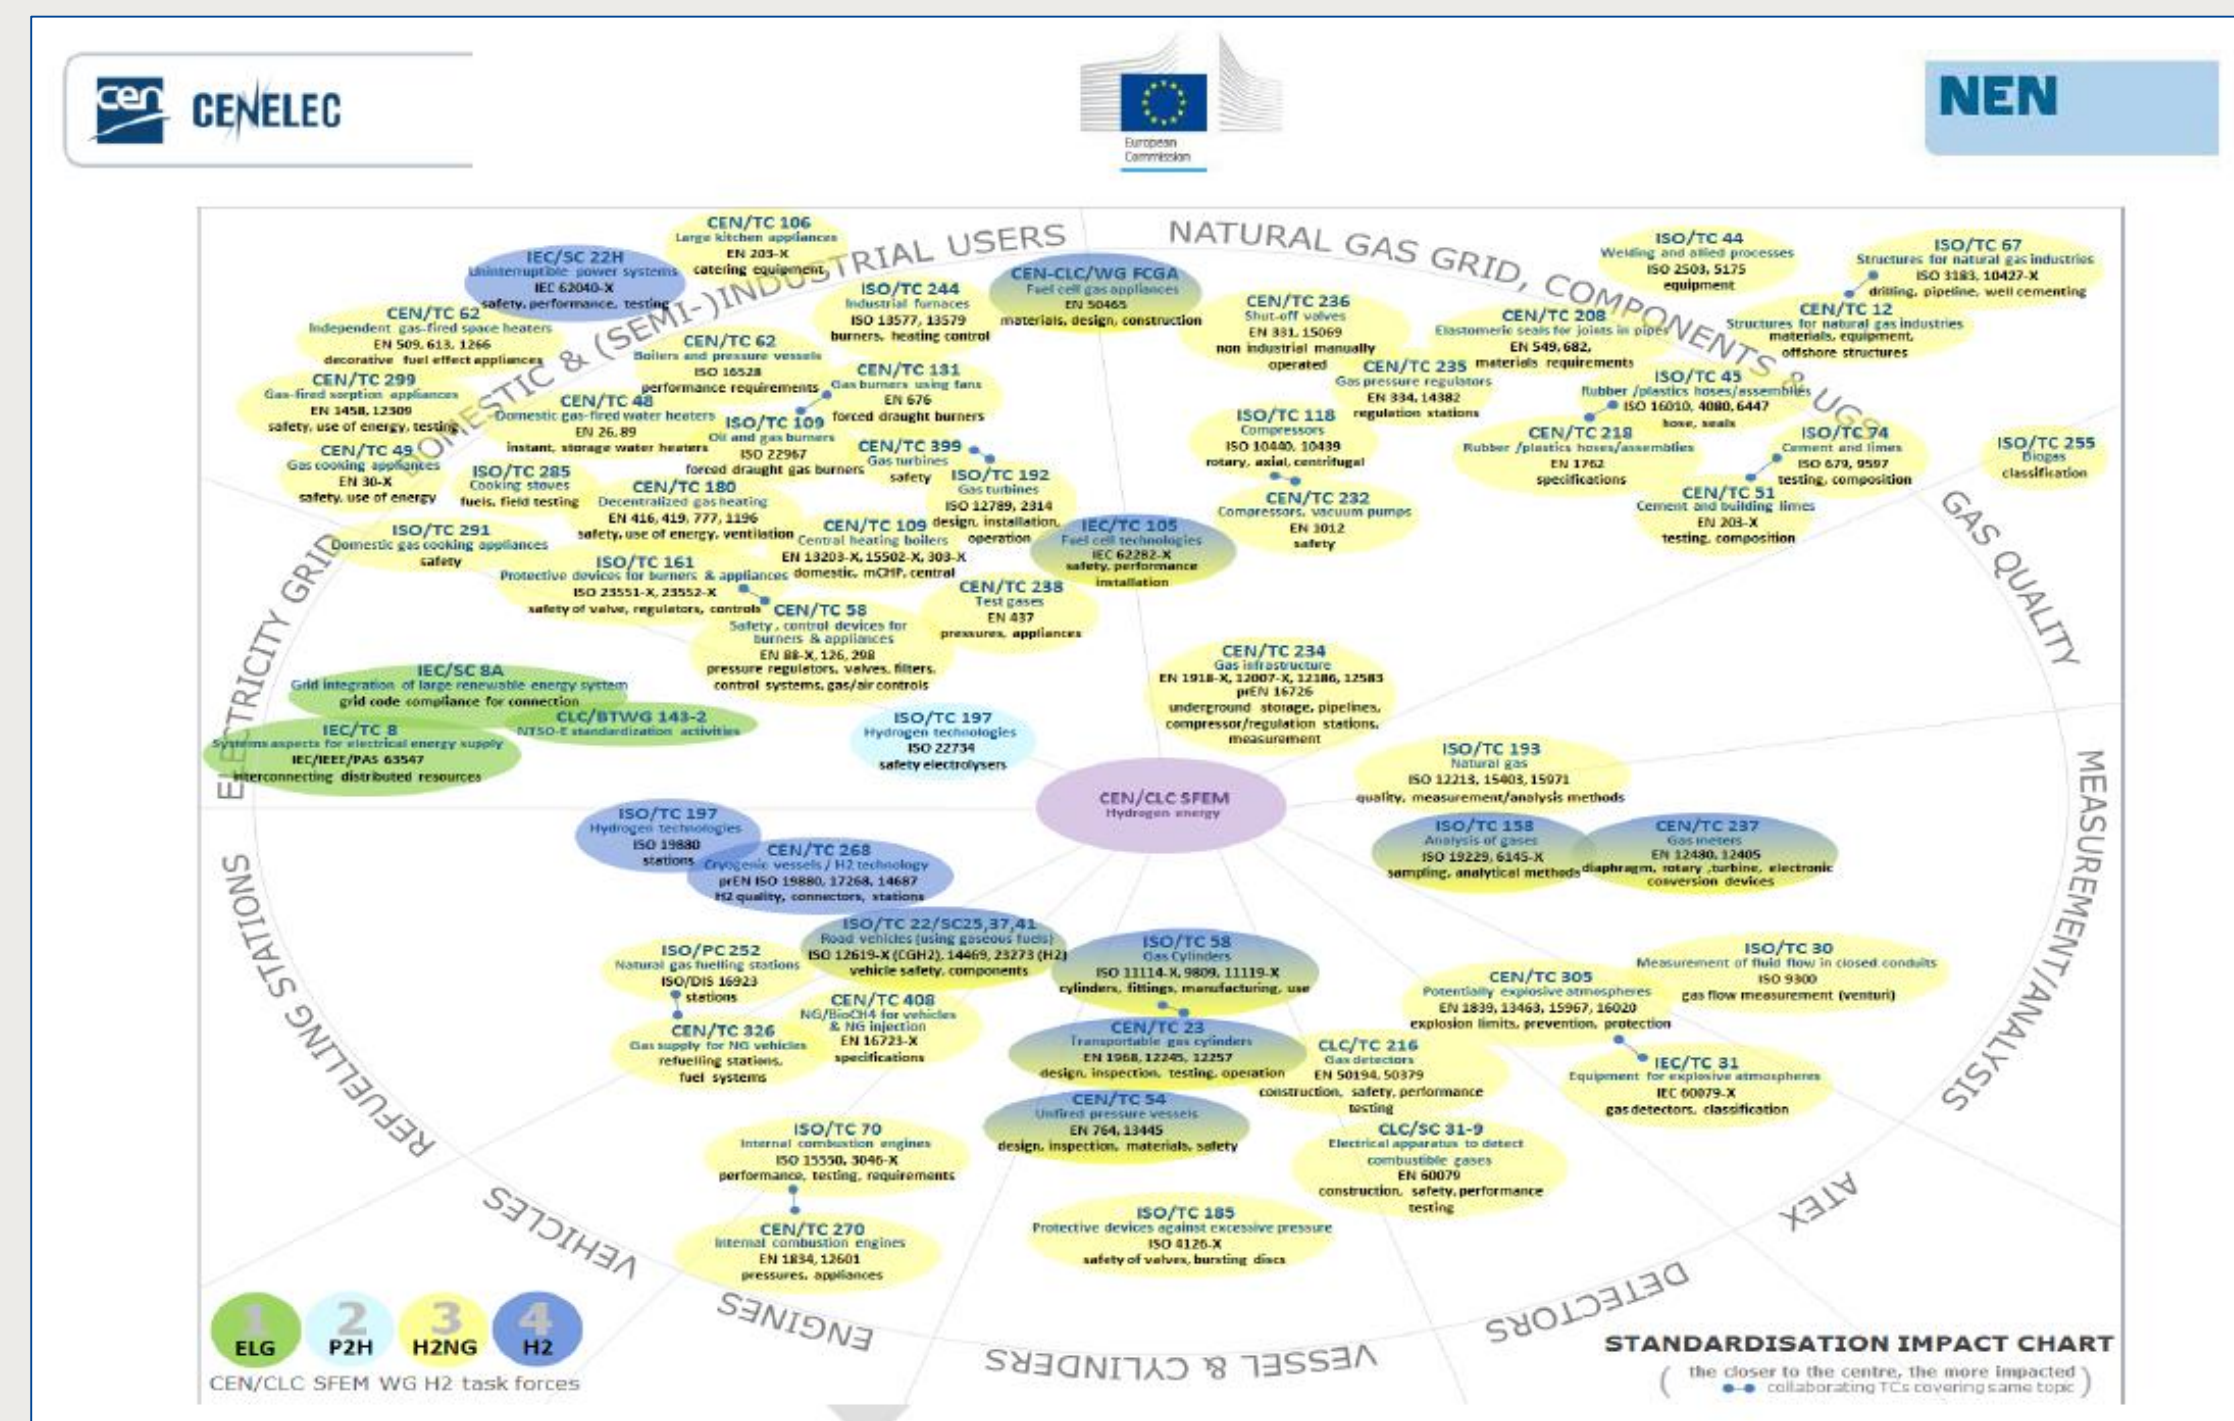 cen CENELEC
European
Commission
NEN
DOMESTIC & (SEMI-)INDUSTRIAL USERS
NATURAL GAS GRID, COMPONENTS & UGS
GAS QUALITY
MEASUREMENT/ANALYSIS
ATEX
DETECTORS
VESSEL & CYLINDERS
ENGINES
VEHICLES
REFUELLING STATIONS
ELECTRICITY GRID
CEN/TC 106
Large kitchen appliances
EN 203-X
catering equipment
IEC/SC 22H
Uninterruptible power systems
IEC 62040-X
safety, performance, testing
CEN/TC 62
Independent gas-fired space heaters
EN 509, 613, 1266
decorative fuel effect appliances
ISO/TC 244
Industrial furnaces
ISO 13577, 13579
burners, heating control
CEN-CLC/WG FCGA
Fuel cell gas appliances
EN 50465
materials, design, construction
CEN/TC 62
Boilers and pressure vessels
ISO 16528
performance requirements
CEN/TC 131
Gas burners using fans
EN 676
forced draught burners
CEN/TC 299
Gas-fired sorption appliances
EN 1458, 12309
safety, use of energy, testing
CEN/TC 48
Domestic gas-fired water heaters
EN 26, 89
instant, storage water heaters
ISO/TC 109
Oil and gas burners
ISO 22967
forced draught gas burners
CEN/TC 399
Gas turbines
safety
ISO/TC 192
Gas turbines
ISO 12789, 2314
design, installation,
operation
CEN/TC 49
Gas cooking appliances
EN 30-X
safety, use of energy
ISO/TC 285
Cooking stoves
fuels, field testing
CEN/TC 180
Decentralized gas heating
EN 416, 419, 777, 1196
safety, use of energy, ventilation
ISO/TC 291
Domestic gas cooking appliances
safety
CEN/TC 109
Central heating boilers
EN 13203-X, 15502-X, 303-X
domestic, mCHP, central
ISO/TC 161
Protective devices for burners & appliances
ISO 23551-X, 23552-X
safety of valve, regulators, controls
CEN/TC 58
Safety, control devices for
burners & appliances
EN 88-X, 126, 298
pressure regulators, valves, filters,
control systems, gas/air controls
CEN/TC 238
Test gases
EN 437
pressures, appliances
IEC/TC 105
Fuel cell technologies
IEC 62282-X
safety, performance
installation
CEN/TC 236
Shut-off valves
EN 331, 15069
non industrial manually
operated
CEN/TC 208
Elastomeric seals for joints in pipes
EN 549, 682,
materials requirements
CEN/TC 235
Gas pressure regulators
EN 334, 14382
regulation stations
ISO/TC 118
Compressors
ISO 10440, 10439
rotary, axial, centrifugal
CEN/TC 232
Compressors, vacuum pumps
EN 1012
safety
ISO/TC 44
Welding and allied processes
ISO 2503, 5175
equipment
ISO/TC 67
Structures for natural gas industries
ISO 3183, 10427-X
drilling, pipeline, well cementing
CEN/TC 12
Structures for natural gas industries
materials, equipment,
offshore structures
ISO/TC 45
Rubber /plastics hoses/assemblies
ISO 16010, 4080, 6447
hose, seals
CEN/TC 218
Rubber /plastics hoses/assemblies
EN 1762
specifications
ISO/TC 74
Cement and limes
ISO 679, 9597
testing, composition
CEN/TC 51
Cement and building limes
EN 203-X
testing, composition
ISO/TC 255
Biogas
classification
CEN/TC 234
Gas infrastructure
EN 1918-X, 12007-X, 12186, 12583
prEN 16726
underground storage, pipelines,
compressor/regulation stations,
measurement
IEC/SC 8A
Grid integration of large renewable energy system
grid code compliance for connection
CLC/BTWG 143-2
NTSO-E standardization activities
IEC/TC 8
Systems aspects for electrical energy supply
IEC/IEEE/PAS 63547
interconnecting distributed resources
ISO/TC 197
Hydrogen technologies
ISO 22734
safety electrolysers
CEN/CLC SFEM
Hydrogen energy
ISO/TC 193
Natural gas
ISO 12213, 15403, 15971
quality, measurement/analysis methods
ISO/TC 158
Analysis of gases
ISO 19229, 6145-X
sampling, analytical methods
CEN/TC 237
Gas meters
EN 12480, 12405
diaphragm, rotary ,turbine, electronic
conversion devices
ISO/TC 197
Hydrogen technologies
ISO 19880
stations
CEN/TC 268
Cryogenic vessels / H2 technology
prEN ISO 19880, 17268, 14687
H2 quality, connectors, stations
ISO/TC 22/SC25,37,41
Road vehicles (using gaseous fuels)
ISO 12619-X (CGH2), 14469, 23273 (H2)
vehicle safety, components
ISO/PC 252
Natural gas fuelling stations
ISO/DIS 16923
stations
CEN/TC 326
Gas supply for NG vehicles
refuelling stations,
fuel systems
CEN/TC 408
NG/BioCH4 for vehicles
& NG injection
EN 16723-X
specifications
ISO/TC 58
Gas Cylinders
ISO 11114-X, 9809, 11119-X
cylinders, fittings, manufacturing, use
CEN/TC 23
Transportable gas cylinders
EN 1968, 12245, 12257
design, inspection, testing, operation
CEN/TC 54
Unfired pressure vessels
EN 764, 13445
design, inspection, materials, safety
ISO/TC 185
Protective devices against excessive pressure
ISO 4126-X
safety of valves, bursting discs
ISO/TC 70
Internal combustion engines
ISO 15550, 3046-X
performance, testing, requirements
CEN/TC 270
Internal combustion engines
EN 1834, 12601
pressures, appliances
CLC/TC 216
Gas detectors
EN 50194, 50379
construction, safety, performance
testing
CLC/SC 31-9
Electrical apparatus to detect
combustible gases
EN 60079
construction, safety, performance
testing
CEN/TC 305
Potentially explosive atmospheres
EN 1839, 13463, 15967, 16020
explosion limits, prevention, protection
IEC/TC 31
Equipment for explosive atmospheres
IEC 60079-X
gas detectors, classification
ISO/TC 30
Measurement of fluid flow in closed conduits
ISO 9300
gas flow measurement (venturi)
1 ELG
2 P2H
3 H2NG
4 H2
CEN/CLC SFEM WG H2 task forces
STANDARDISATION IMPACT CHART
( the closer to the centre, the more impacted
collaborating TCs covering same topic )